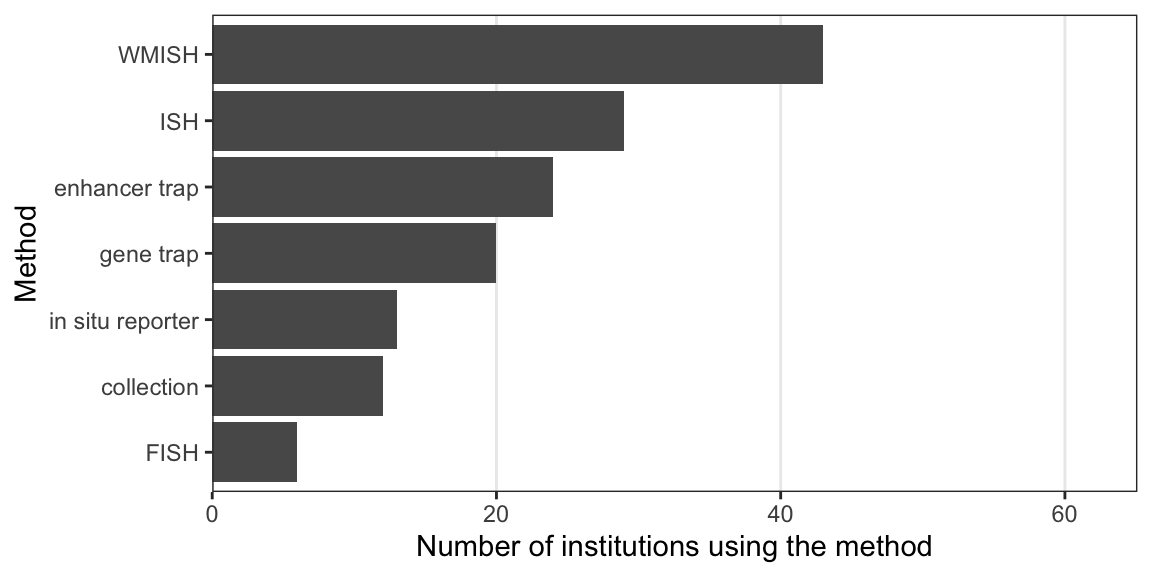 WMISH
ISH
enhancer trap
gene trap
in situ reporter
collection
FISH
Method
0 20 40 60
Number of institutions using the method